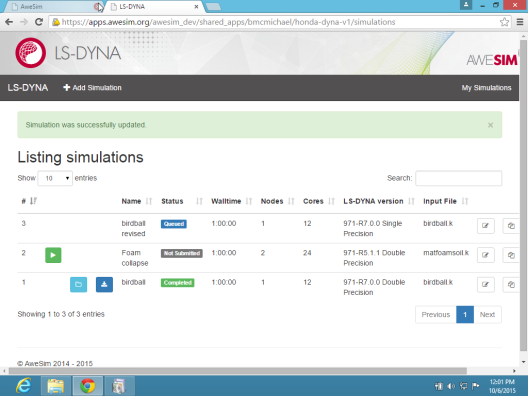 AweSim
LS-DYNA
https://apps.awesim.org/awesim_dev/shared_apps/bmcmichael/honda-dyna-v1/simulations
LS-DYNA
AWESIM
LS-DYNA Add Simulation My Simulations
Simulation was successfully updated. ×
Listing simulations
Show 10 entries Search:
# Name Status Walltime Nodes Cores LS-DYNA version Input File
3 birdball revised Queued 1:00:00 1 12 971-R7.0.0 Single Precision birdball.k
2 Foam collapse Not Submitted 1:00:00 2 24 971-R5.1.1 Double Precision matfoamsoil.k
1 birdball Completed 1:00:00 1 12 971-R7.0.0 Double Precision birdball.k
Showing 1 to 3 of 3 entries Previous 1 Next
© AweSim 2014 - 2015
12:01 PM
10/6/2015